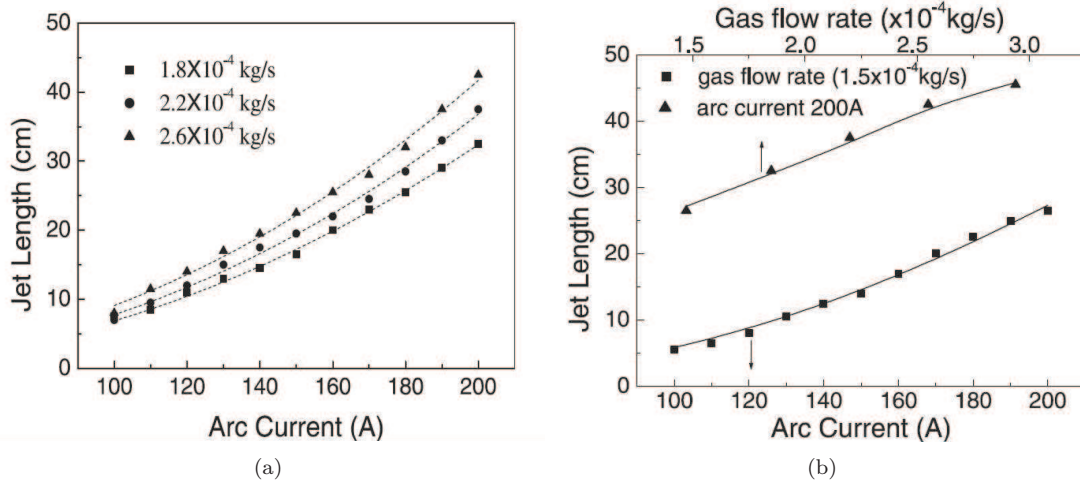 50
40
30
20
10
0
Jet Length (cm)
1.8X10⁻⁴ kg/s
2.2X10⁻⁴ kg/s
2.6X10⁻⁴ kg/s
100 120 140 160 180 200
Arc Current (A)
(a)
Gas flow rate (x10⁻⁴kg/s)
1.5 2.0 2.5 3.0
50
40
30
20
10
0
Jet Length (cm)
gas flow rate (1.5x10⁻⁴kg/s)
arc current 200A
100 120 140 160 180 200
Arc Current (A)
(b)